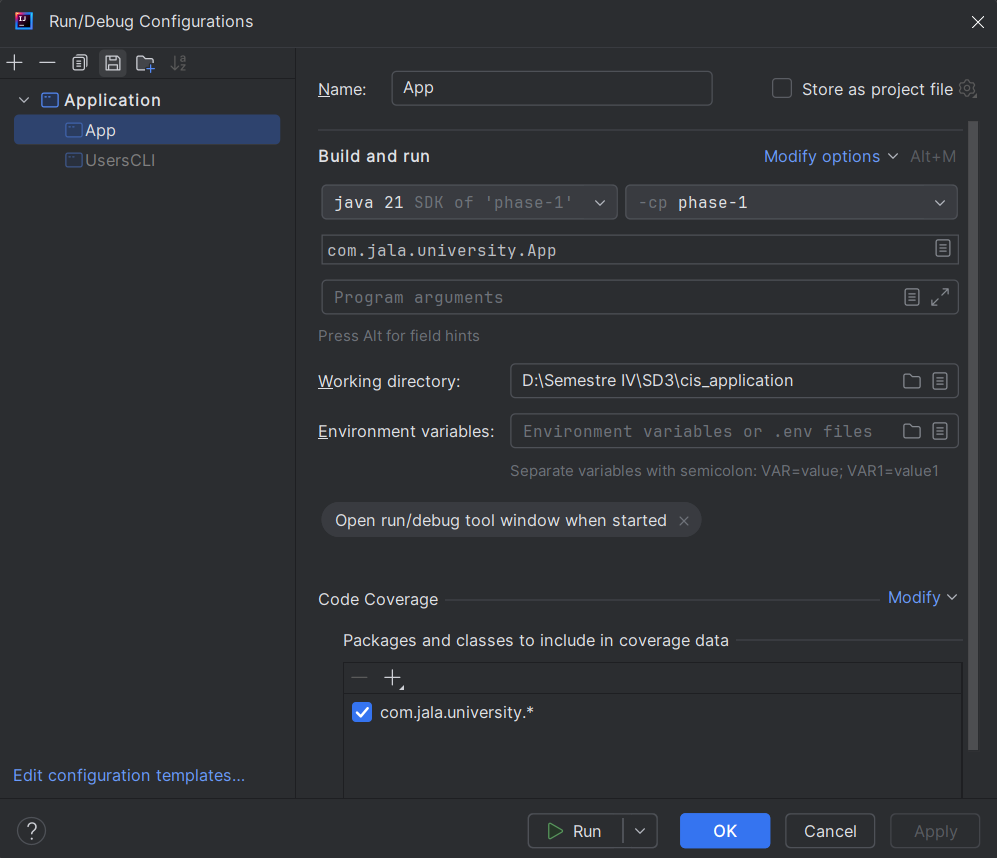 Run/Debug Configurations
Application
App
UsersCLI
Name: App
Store as project file
Build and run
Modify options Alt+M
java 21 SDK of 'phase-1'
-cp phase-1
com.jala.university.App
Program arguments
Press Alt for field hints
Working directory: D:\Semestre IV\SD3\cis_application
Environment variables: Environment variables or .env files
Separate variables with semicolon: VAR=value; VAR1=value1
Open run/debug tool window when started
Code Coverage
Modify
Packages and classes to include in coverage data
com.jala.university.*
Edit configuration templates...
?
Run
OK
Cancel
Apply